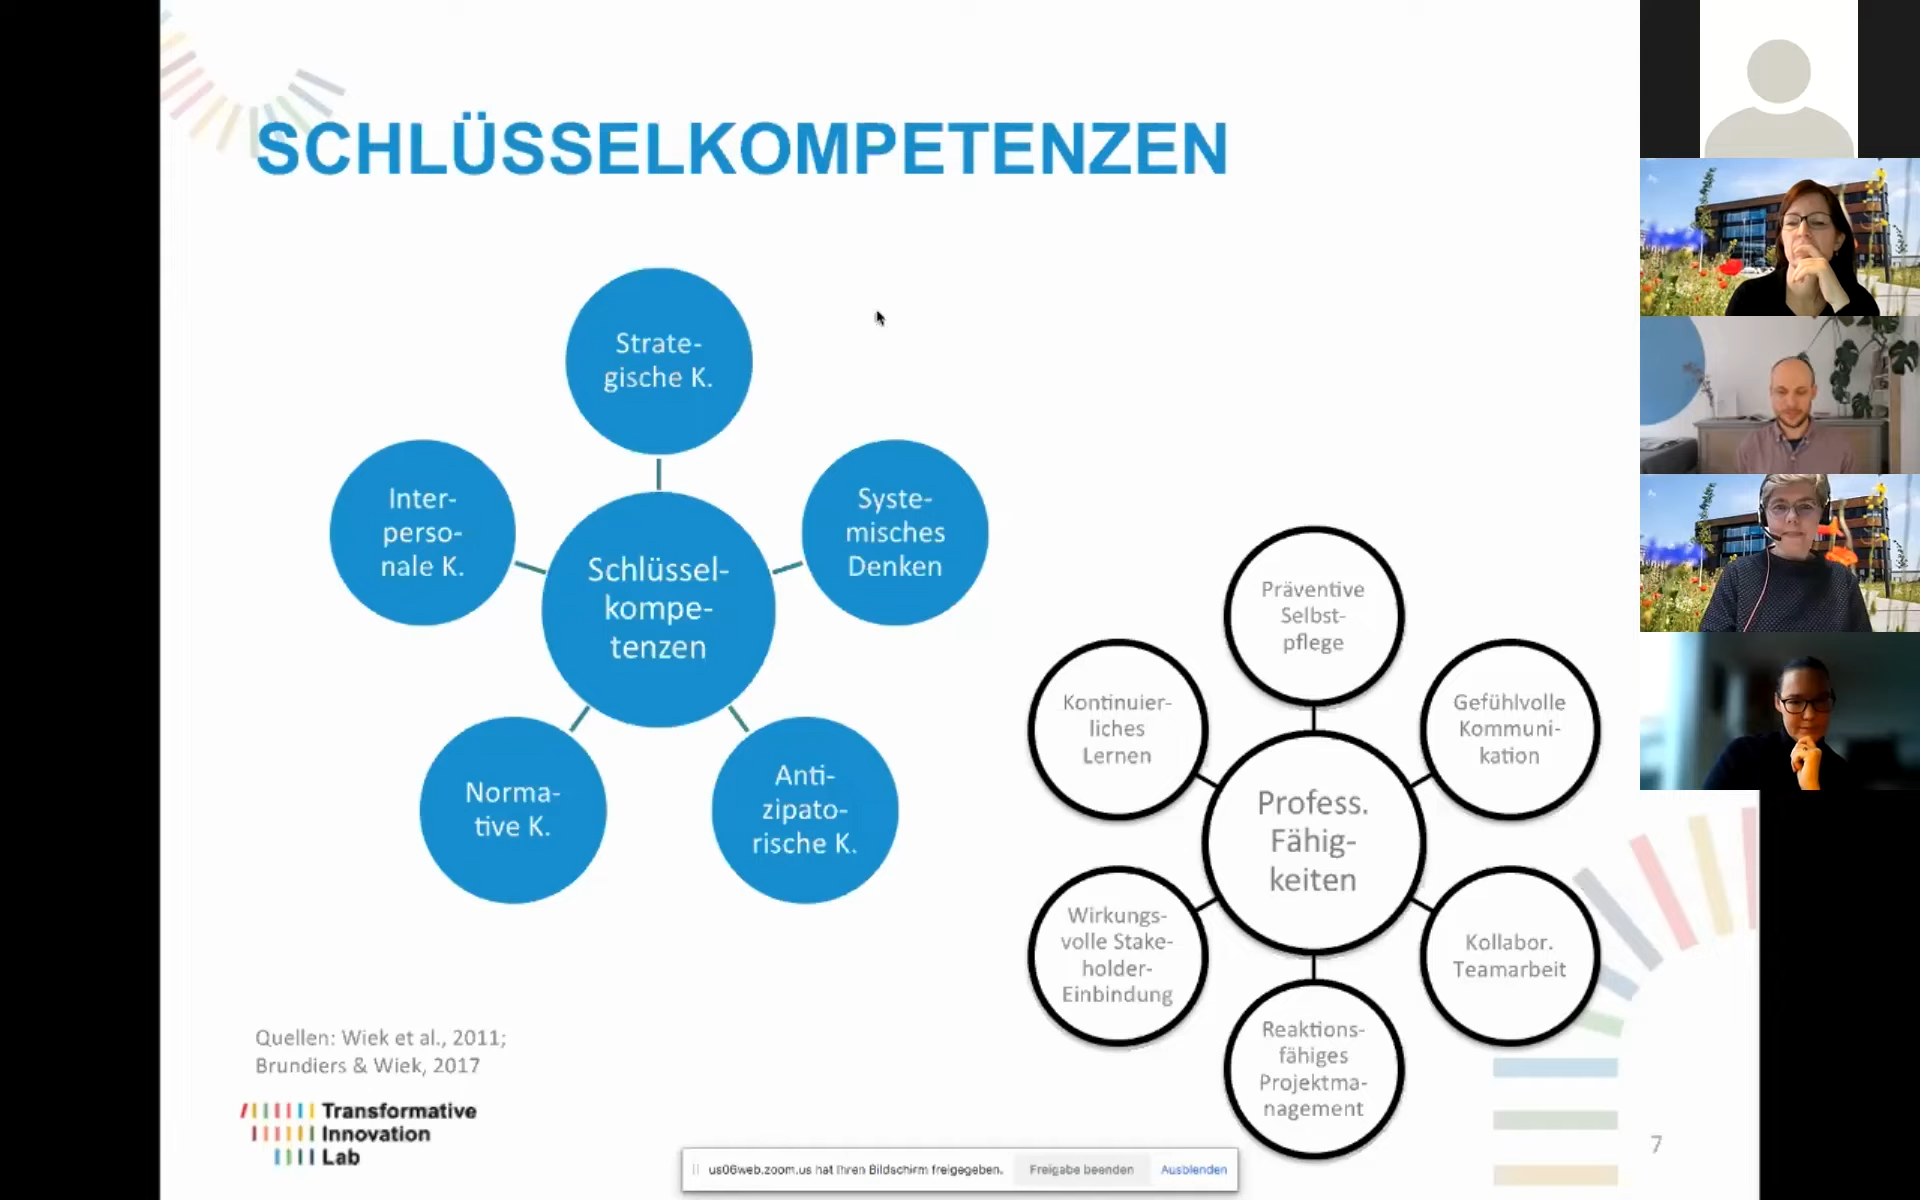 SCHLÜSSELKOMPETENZEN
Strate-
gische K.
Inter-
perso-
nale K.
Syste-
misches
Denken
Schlüssel-
kompe-
tenzen
Norma-
tive K.
Anti-
zipato-
rische K.
Präventive
Selbst-
pflege
Kontinuier-
liches
Lernen
Gefühlvolle
Kommuni-
kation
Profess.
Fähig-
keiten
Wirkungs-
volle Stake-
holder-
Einbindung
Kollabor.
Teamarbeit
Reaktions-
fähiges
Projektma-
nagement
Quellen: Wiek et al., 2011;
Brundiers & Wiek, 2017
Transformative
Innovation
Lab
7
us06web.zoom.us hat Ihren Bildschirm freigegeben. Freigabe beenden Ausblenden